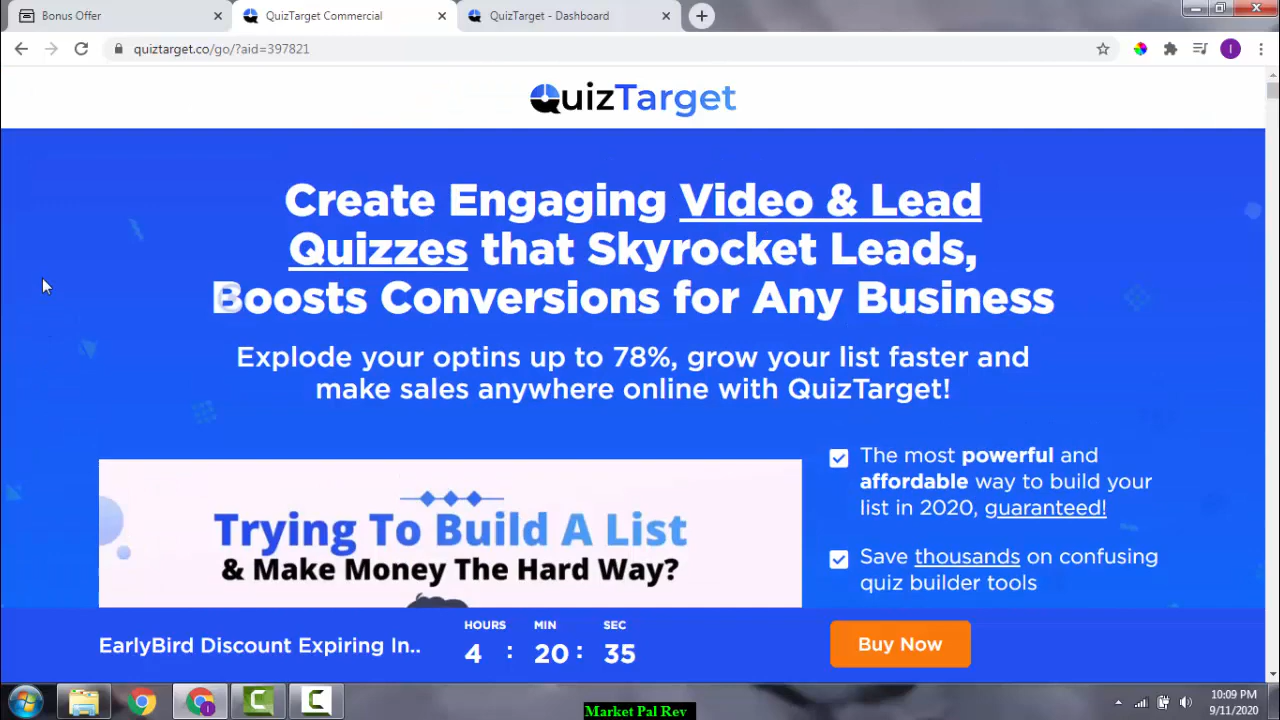 Bonus Offer
QuizTarget Commercial
QuizTarget - Dashboard
quiztarget.co/go/?aid=397821
I
QuizTarget
Create Engaging Video & Lead
Quizzes that Skyrocket Leads,
Boosts Conversions for Any Business
Explode your optins up to 78%, grow your list faster and
make sales anywhere online with QuizTarget!
The most powerful and
affordable way to build your
list in 2020, guaranteed!
Save thousands on confusing
quiz builder tools
Trying To Build A List
& Make Money The Hard Way?
EarlyBird Discount Expiring In..
HOURS MIN SEC
4 : 20 : 35
Buy Now
10:09 PM
9/11/2020
Market Pal Rev